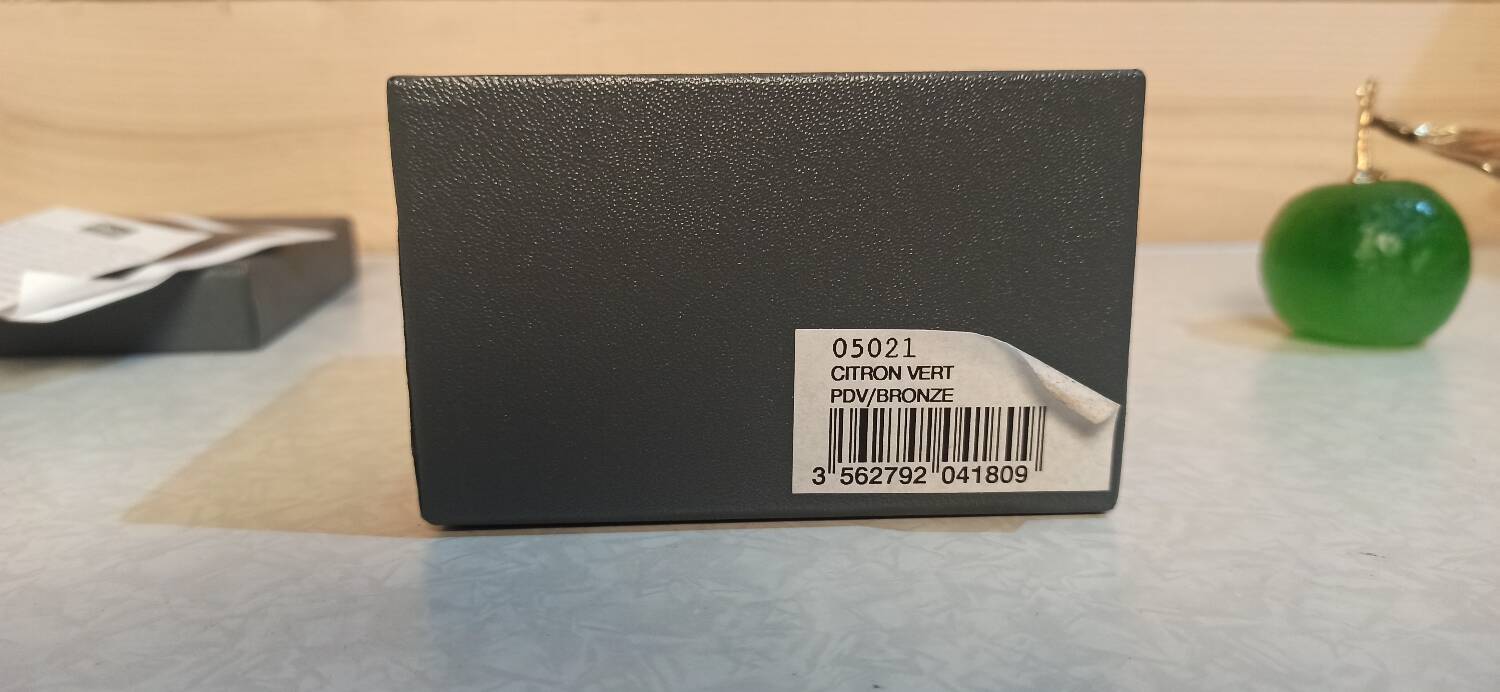 05021
CITRON VERT
PDV/BRONZE
3 562792 041809